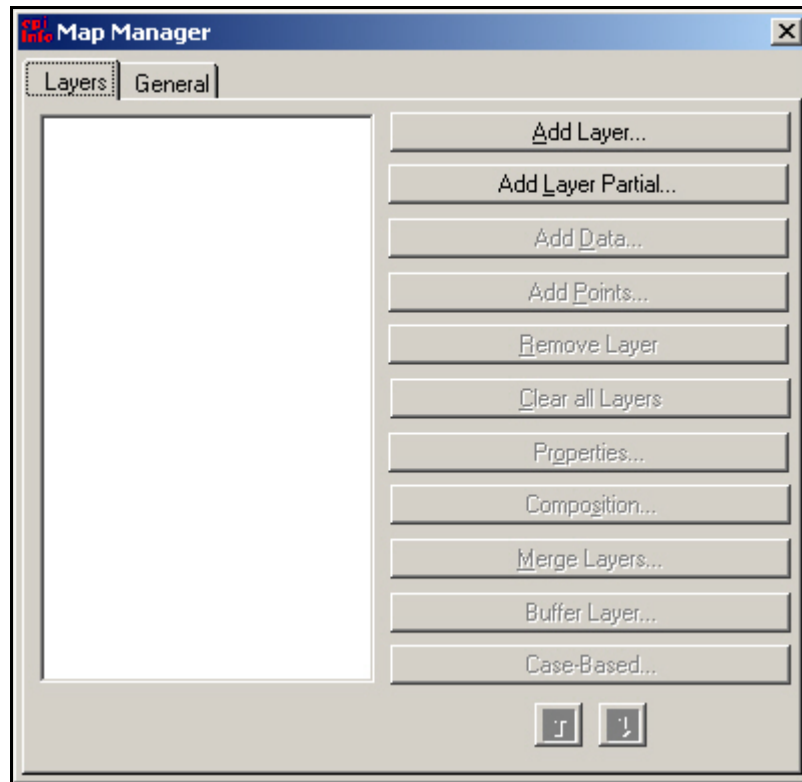 epi
info Map Manager
Layers General
Add Layer...
Add Layer Partial...
Add Data...
Add Points...
Remove Layer
Clear all Layers
Properties...
Composition...
Merge Layers...
Buffer Layer...
Case-Based...